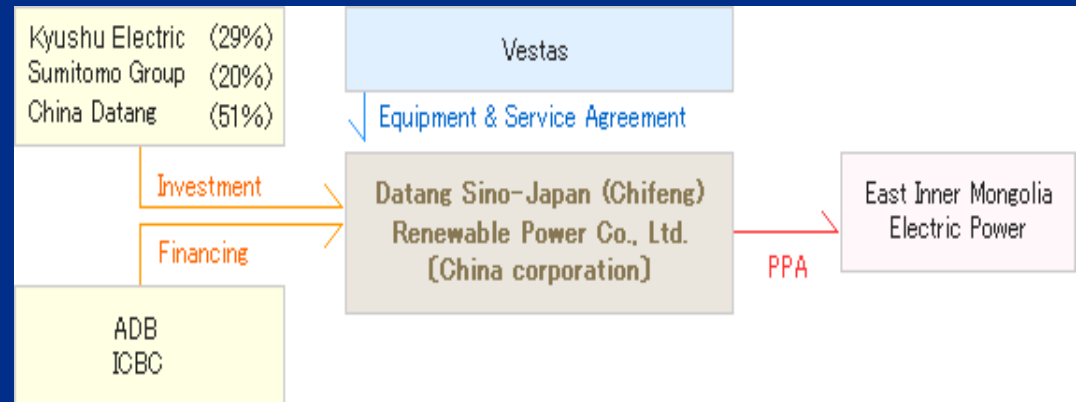 Kyushu Electric (29%)
Sumitomo Group (20%)
China Datang (51%)
Vestas
Equipment & Service Agreement
Investment
Datang Sino-Japan (Chifeng)
Renewable Power Co., Ltd.
(China corporation)
East Inner Mongolia
Electric Power
PPA
Financing
ADB
ICBC